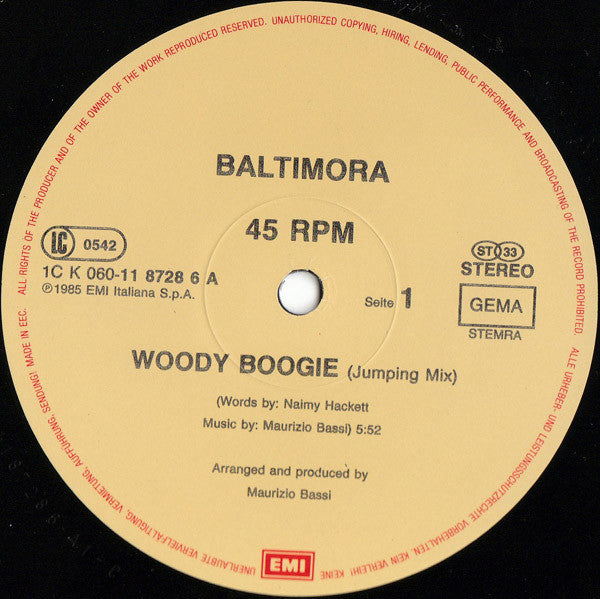 ALL RIGHTS OF THE PRODUCER AND OF THE OWNER OF THE WORK REPRODUCED RESERVED. UNAUTHORIZED COPYING, HIRING, LENDING, PUBLIC PERFORMANCE AND BROADCASTING OF THE RECORD PROHIBITED.
BALTIMORA
45 RPM
LC 0542
1C K 060-11 8728 6 A
℗1985 EMI Italiana S.p.A.
Seite 1
ST 33
STEREO
GEMA
STEMRA
WOODY BOOGIE (Jumping Mix)
(Words by: Naimy Hackett
Music by: Maurizio Bassi) 5:52
Arranged and produced by
Maurizio Bassi
EMI
ALLE URHEBER- UND LEISTUNGSSCHUTZRECHTE VORBEHALTEN KEIN VERLEIH! KEINE UNERLAUBTE VERVIELFÄLTIGUNG, VERMIETUNG, AUFFÜHRUNG, SENDUNG! MADE IN EEC.